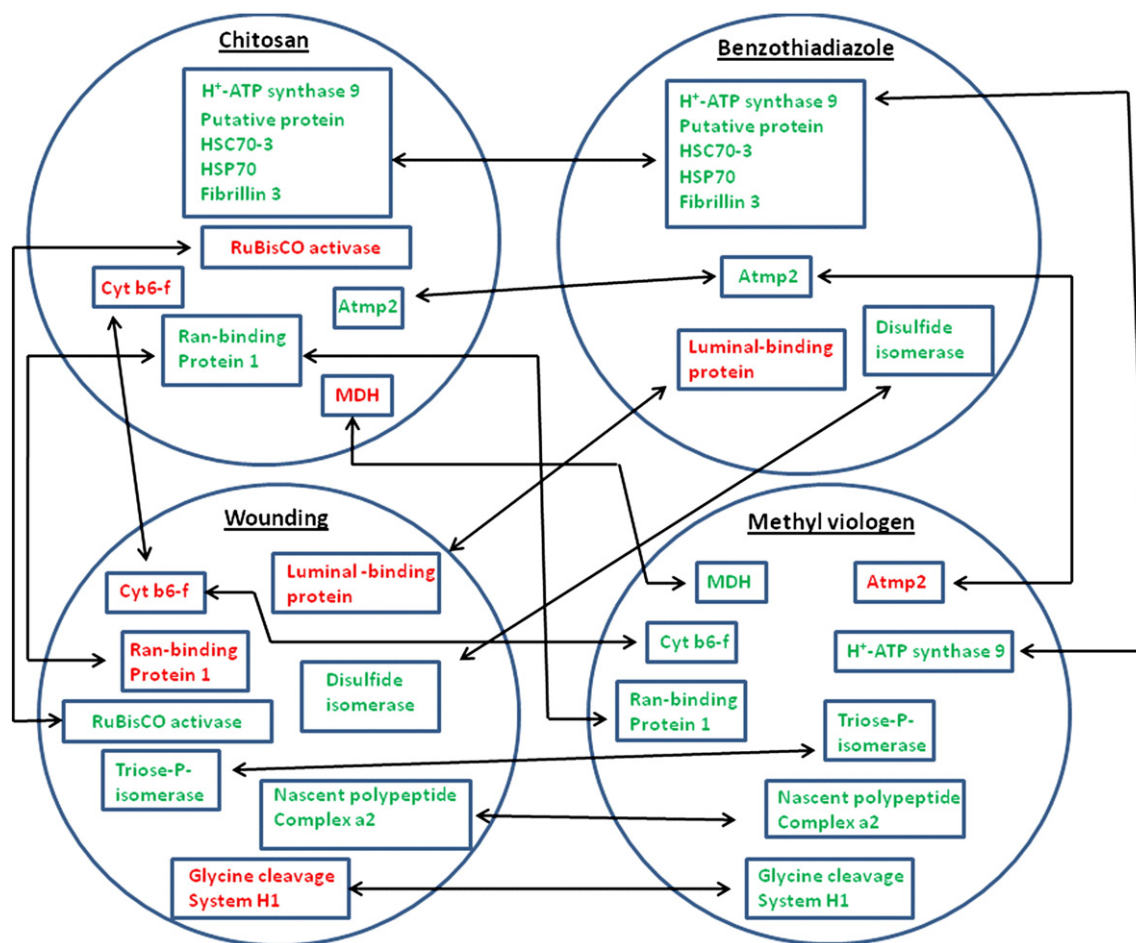 Chitosan
H⁺-ATP synthase 9
Putative protein
HSC70-3
HSP70
Fibrillin 3
RuBisCO activase
Cyt b6-f
Atmp2
Ran-binding
Protein 1
MDH
Benzothiadiazole
H⁺-ATP synthase 9
Putative protein
HSC70-3
HSP70
Fibrillin 3
Atmp2
Disulfide
isomerase
Luminal-binding
protein
Wounding
Luminal -binding
protein
Cyt b6-f
Ran-binding
Protein 1
Disulfide
isomerase
RuBisCO activase
Triose-P-
isomerase
Nascent polypeptide
Complex a2
Glycine cleavage
System H1
Methyl viologen
MDH
Atmp2
Cyt b6-f
H⁺-ATP synthase 9
Ran-binding
Protein 1
Triose-P-
isomerase
Nascent polypeptide
Complex a2
Glycine cleavage
System H1